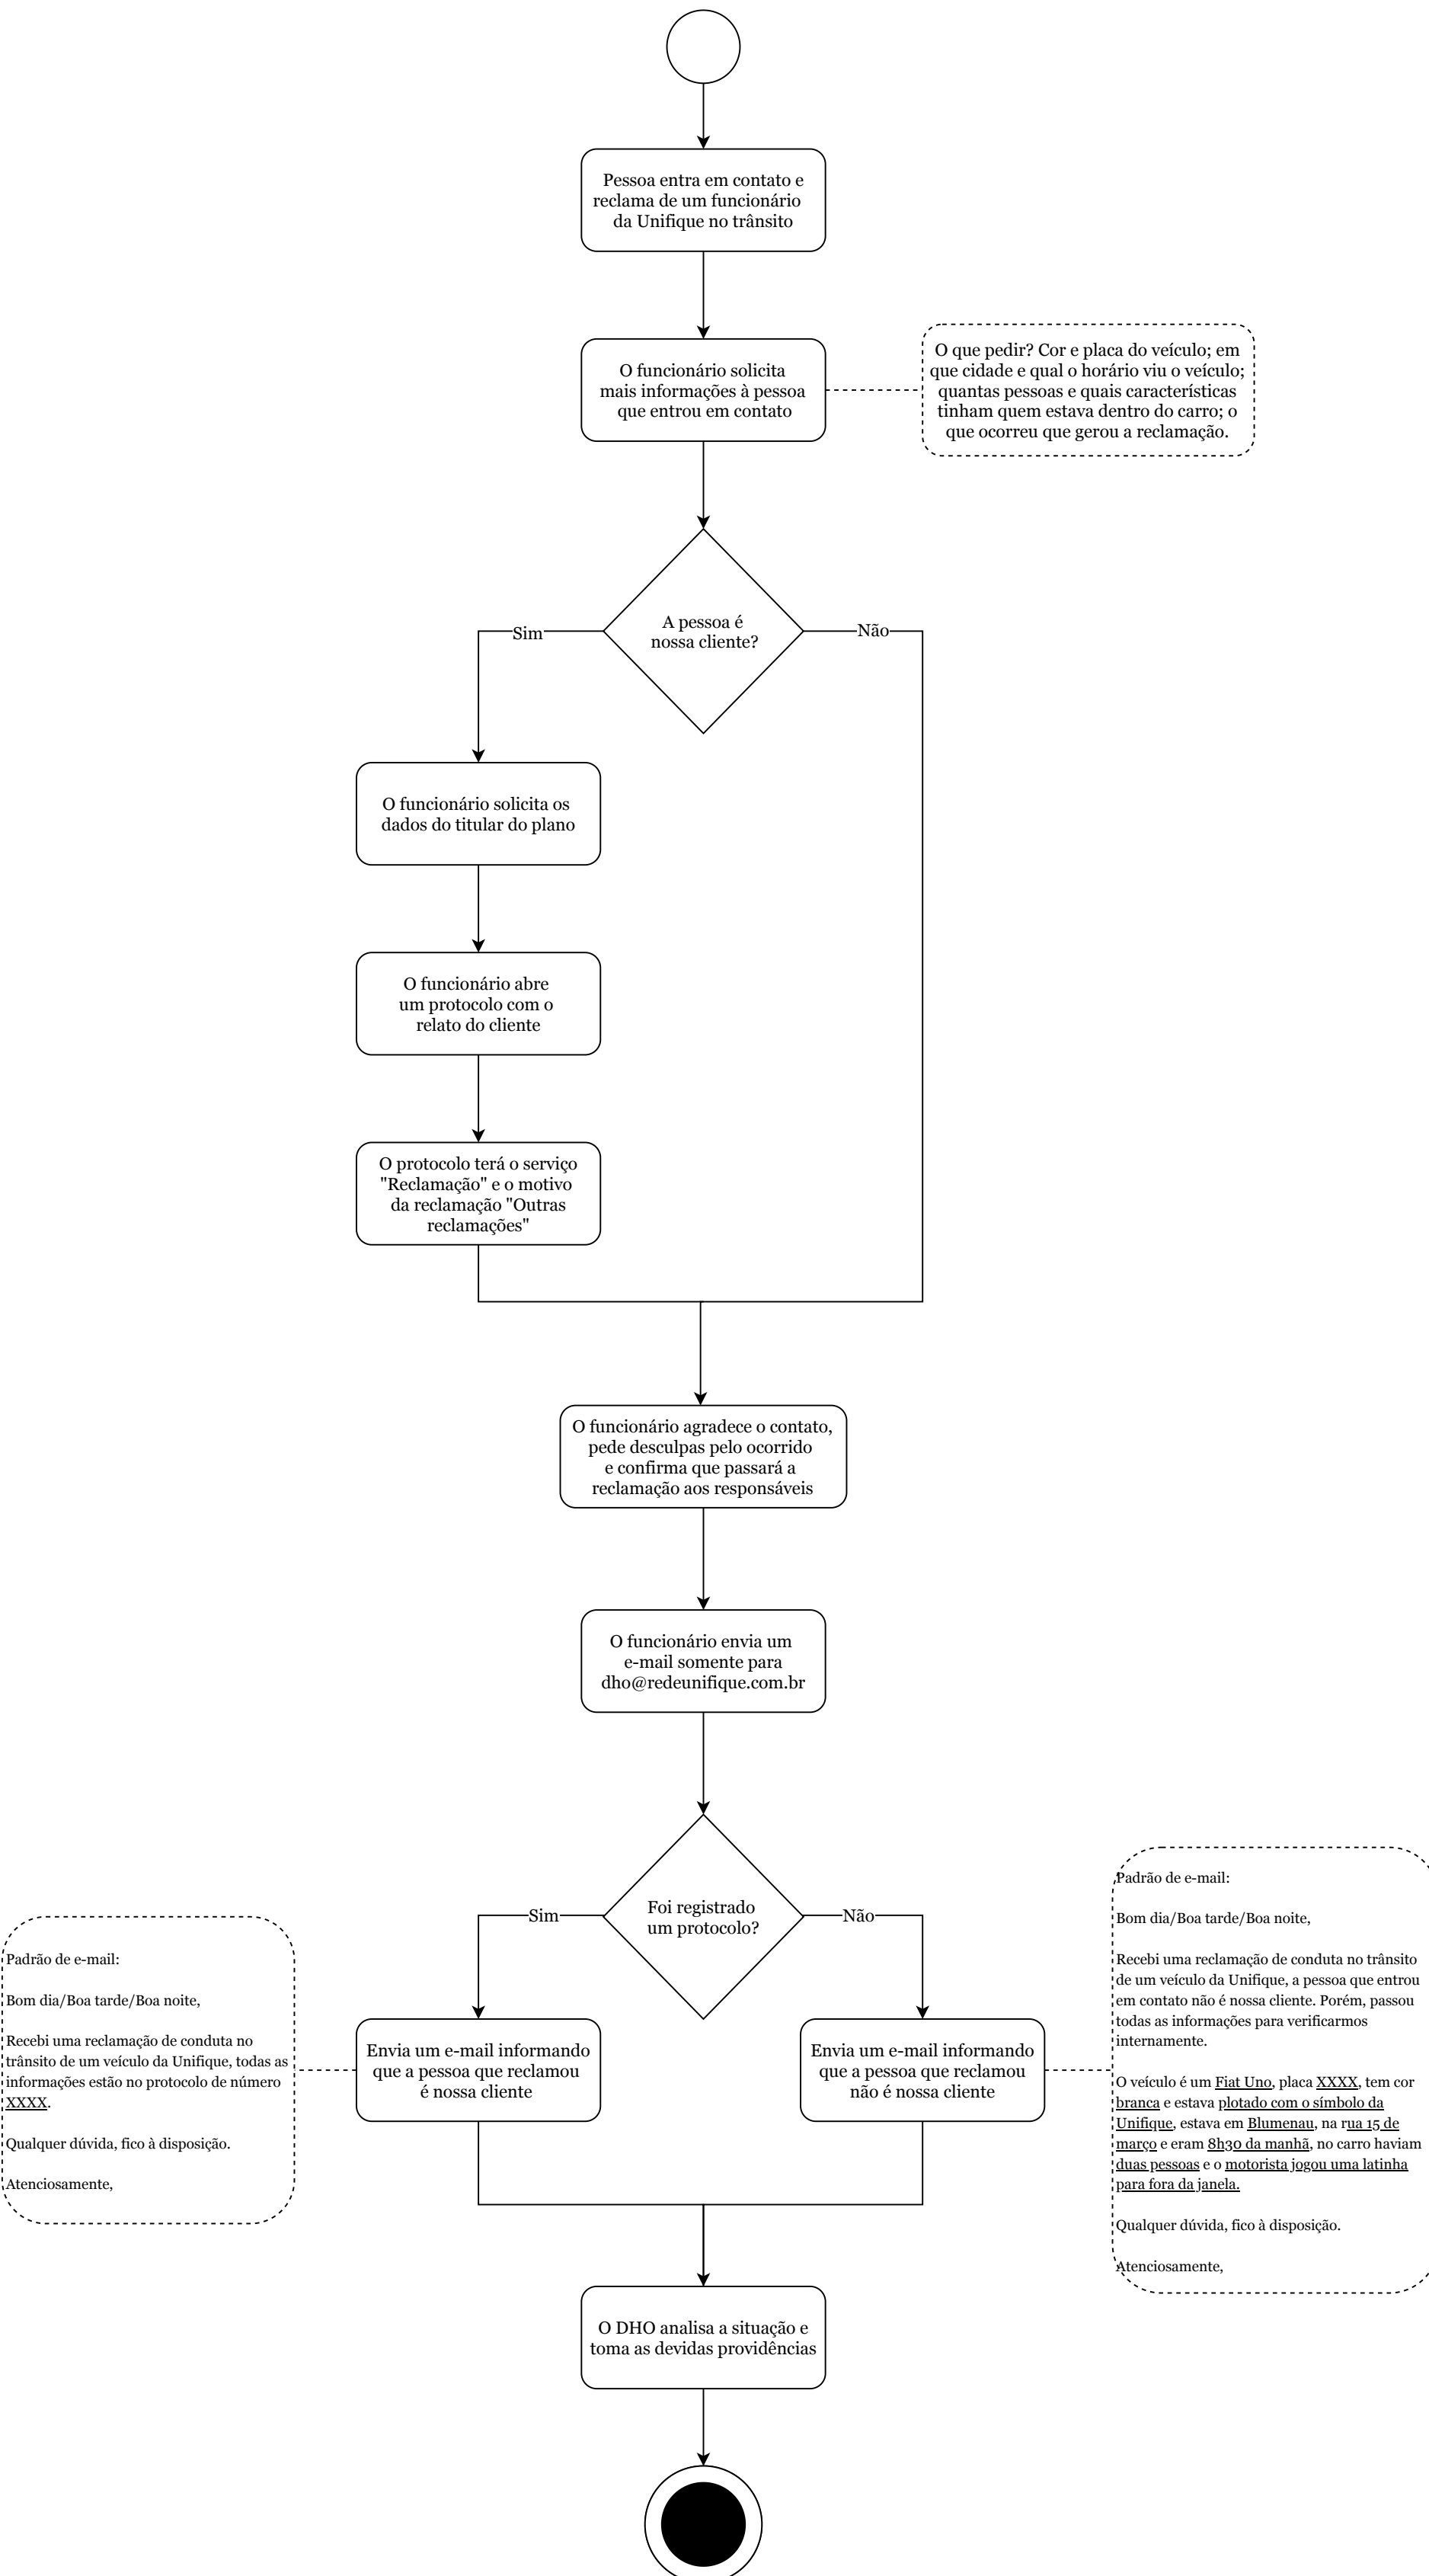 Pessoa entra em contato e
reclama de um funcionário
da Unifique no trânsito
O funcionário solicita
mais informações à pessoa
que entrou em contato
O que pedir? Cor e placa do veículo; em
que cidade e qual o horário viu o veículo;
quantas pessoas e quais características
tinham quem estava dentro do carro; o
que ocorreu que gerou a reclamação.
A pessoa é
nossa cliente?
Sim
Não
O funcionário solicita os
dados do titular do plano
O funcionário abre
um protocolo com o
relato do cliente
O protocolo terá o serviço
"Reclamação" e o motivo
da reclamação "Outras
reclamações"
O funcionário agradece o contato,
pede desculpas pelo ocorrido
e confirma que passará a
reclamação aos responsáveis
O funcionário envia um
e-mail somente para
dho@redeunifique.com.br
Foi registrado
um protocolo?
Sim
Não
Padrão de e-mail:
Bom dia/Boa tarde/Boa noite,
Recebi uma reclamação de conduta no
trânsito de um veículo da Unifique, todas as
informações estão no protocolo de número
XXXX.
Qualquer dúvida, fico à disposição.
Atenciosamente,
Envia um e-mail informando
que a pessoa que reclamou
é nossa cliente
Envia um e-mail informando
que a pessoa que reclamou
não é nossa cliente
Padrão de e-mail:
Bom dia/Boa tarde/Boa noite,
Recebi uma reclamação de conduta no trânsito
de um veículo da Unifique, a pessoa que entrou
em contato não é nossa cliente. Porém, passou
todas as informações para verificarmos
internamente.
O veículo é um Fiat Uno, placa XXXX, tem cor
branca e estava plotado com o símbolo da
Unifique, estava em Blumenau, na rua 15 de
março e eram 8h30 da manhã, no carro haviam
duas pessoas e o motorista jogou uma latinha
para fora da janela.
Qualquer dúvida, fico à disposição.
Atenciosamente,
O DHO analisa a situação e
toma as devidas providências